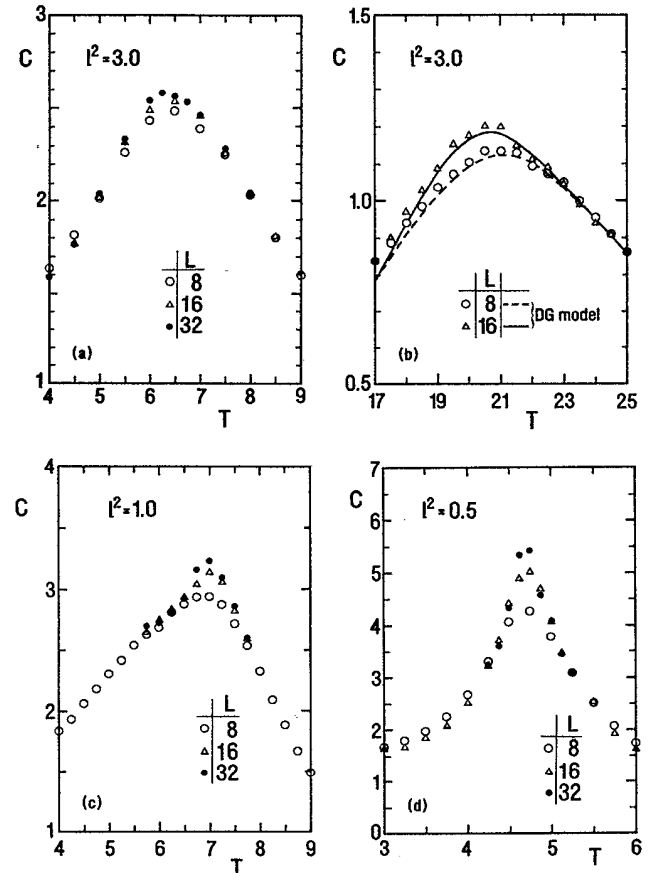 3
C
l² = 3.0
2
L
8
16
32
(a)
1
4 5 6 7 8 9
T
1.5
C
l² = 3.0
1.0
L
8
16
DG model
(b)
0.5
17 19 21 23 25
T
4
C
l² = 1.0
3
2
L
8
16
32
(c)
1
4 5 6 7 8 9
T
7
C
l² = 0.5
6
5
4
3
2
L
8
16
32
1
(d)
0
3 4 5 6
T